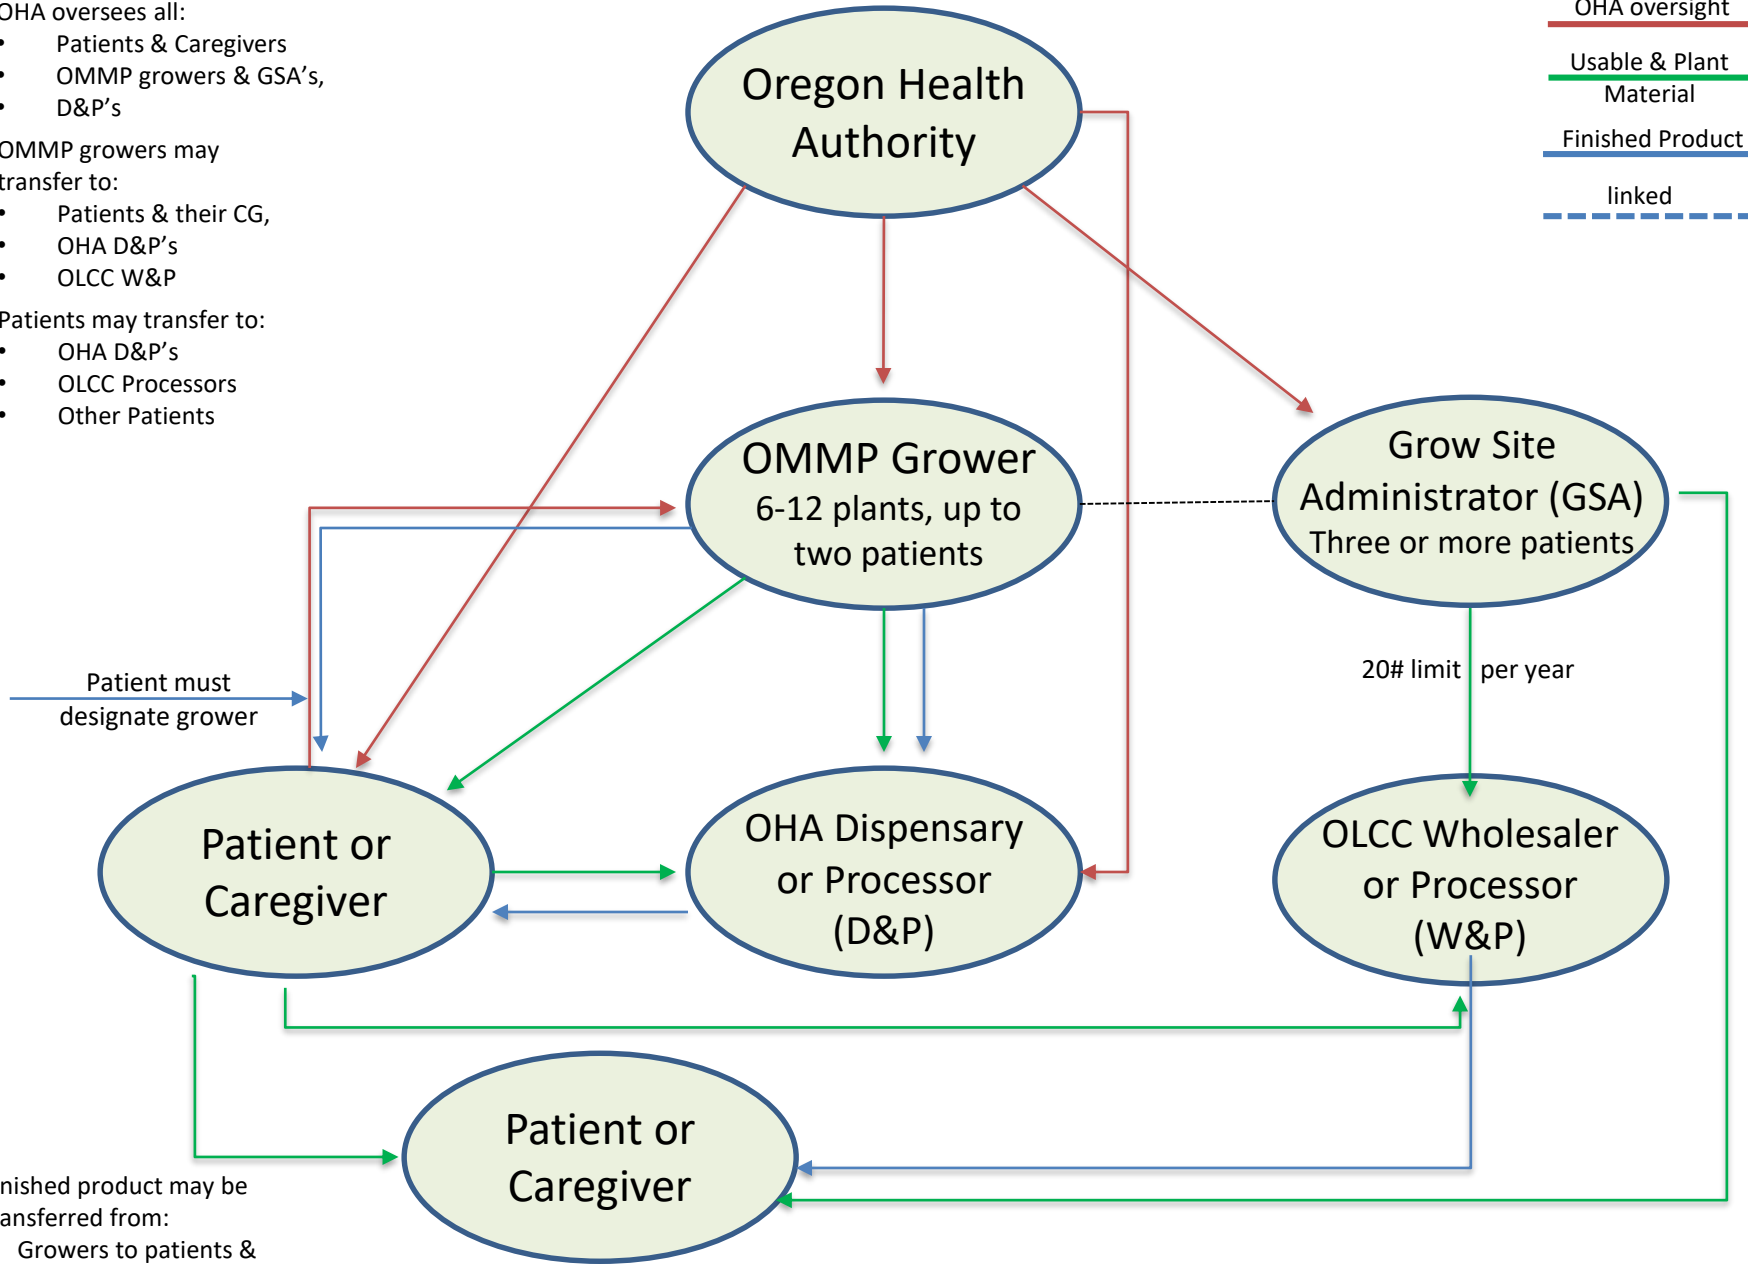 OHA oversees all:
• Patients & Caregivers
• OMMP growers & GSA's,
• D&P's
OMMP growers may
transfer to:
• Patients & their CG,
• OHA D&P's
• OLCC W&P
Patients may transfer to:
• OHA D&P's
• OLCC Processors
• Other Patients
OHA oversight
Usable & Plant
Material
Finished Product
linked
Oregon Health
Authority
OMMP Grower
6-12 plants, up to
two patients
Grow Site
Administrator (GSA)
Three or more patients
Patient must
designate grower
20# limit per year
Patient or
Caregiver
OHA Dispensary
or Processor
(D&P)
OLCC Wholesaler
or Processor
(W&P)
Patient or
Caregiver
nished product may be
ansferred from:
Growers to patients &